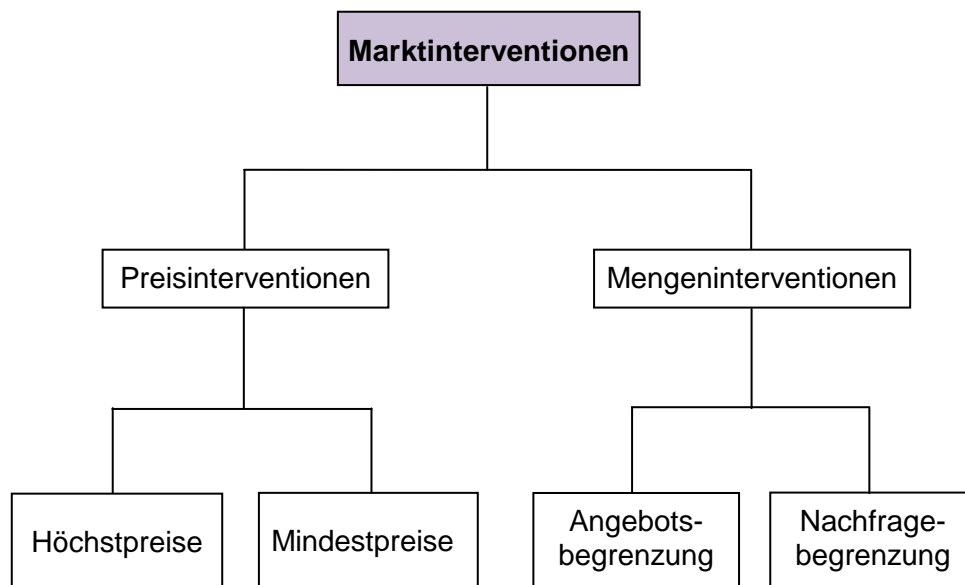 Marktinterventionen
Preisinterventionen
Mengeninterventionen
Höchstpreise
Mindestpreise
Angebots-
begrenzung
Nachfrage-
begrenzung